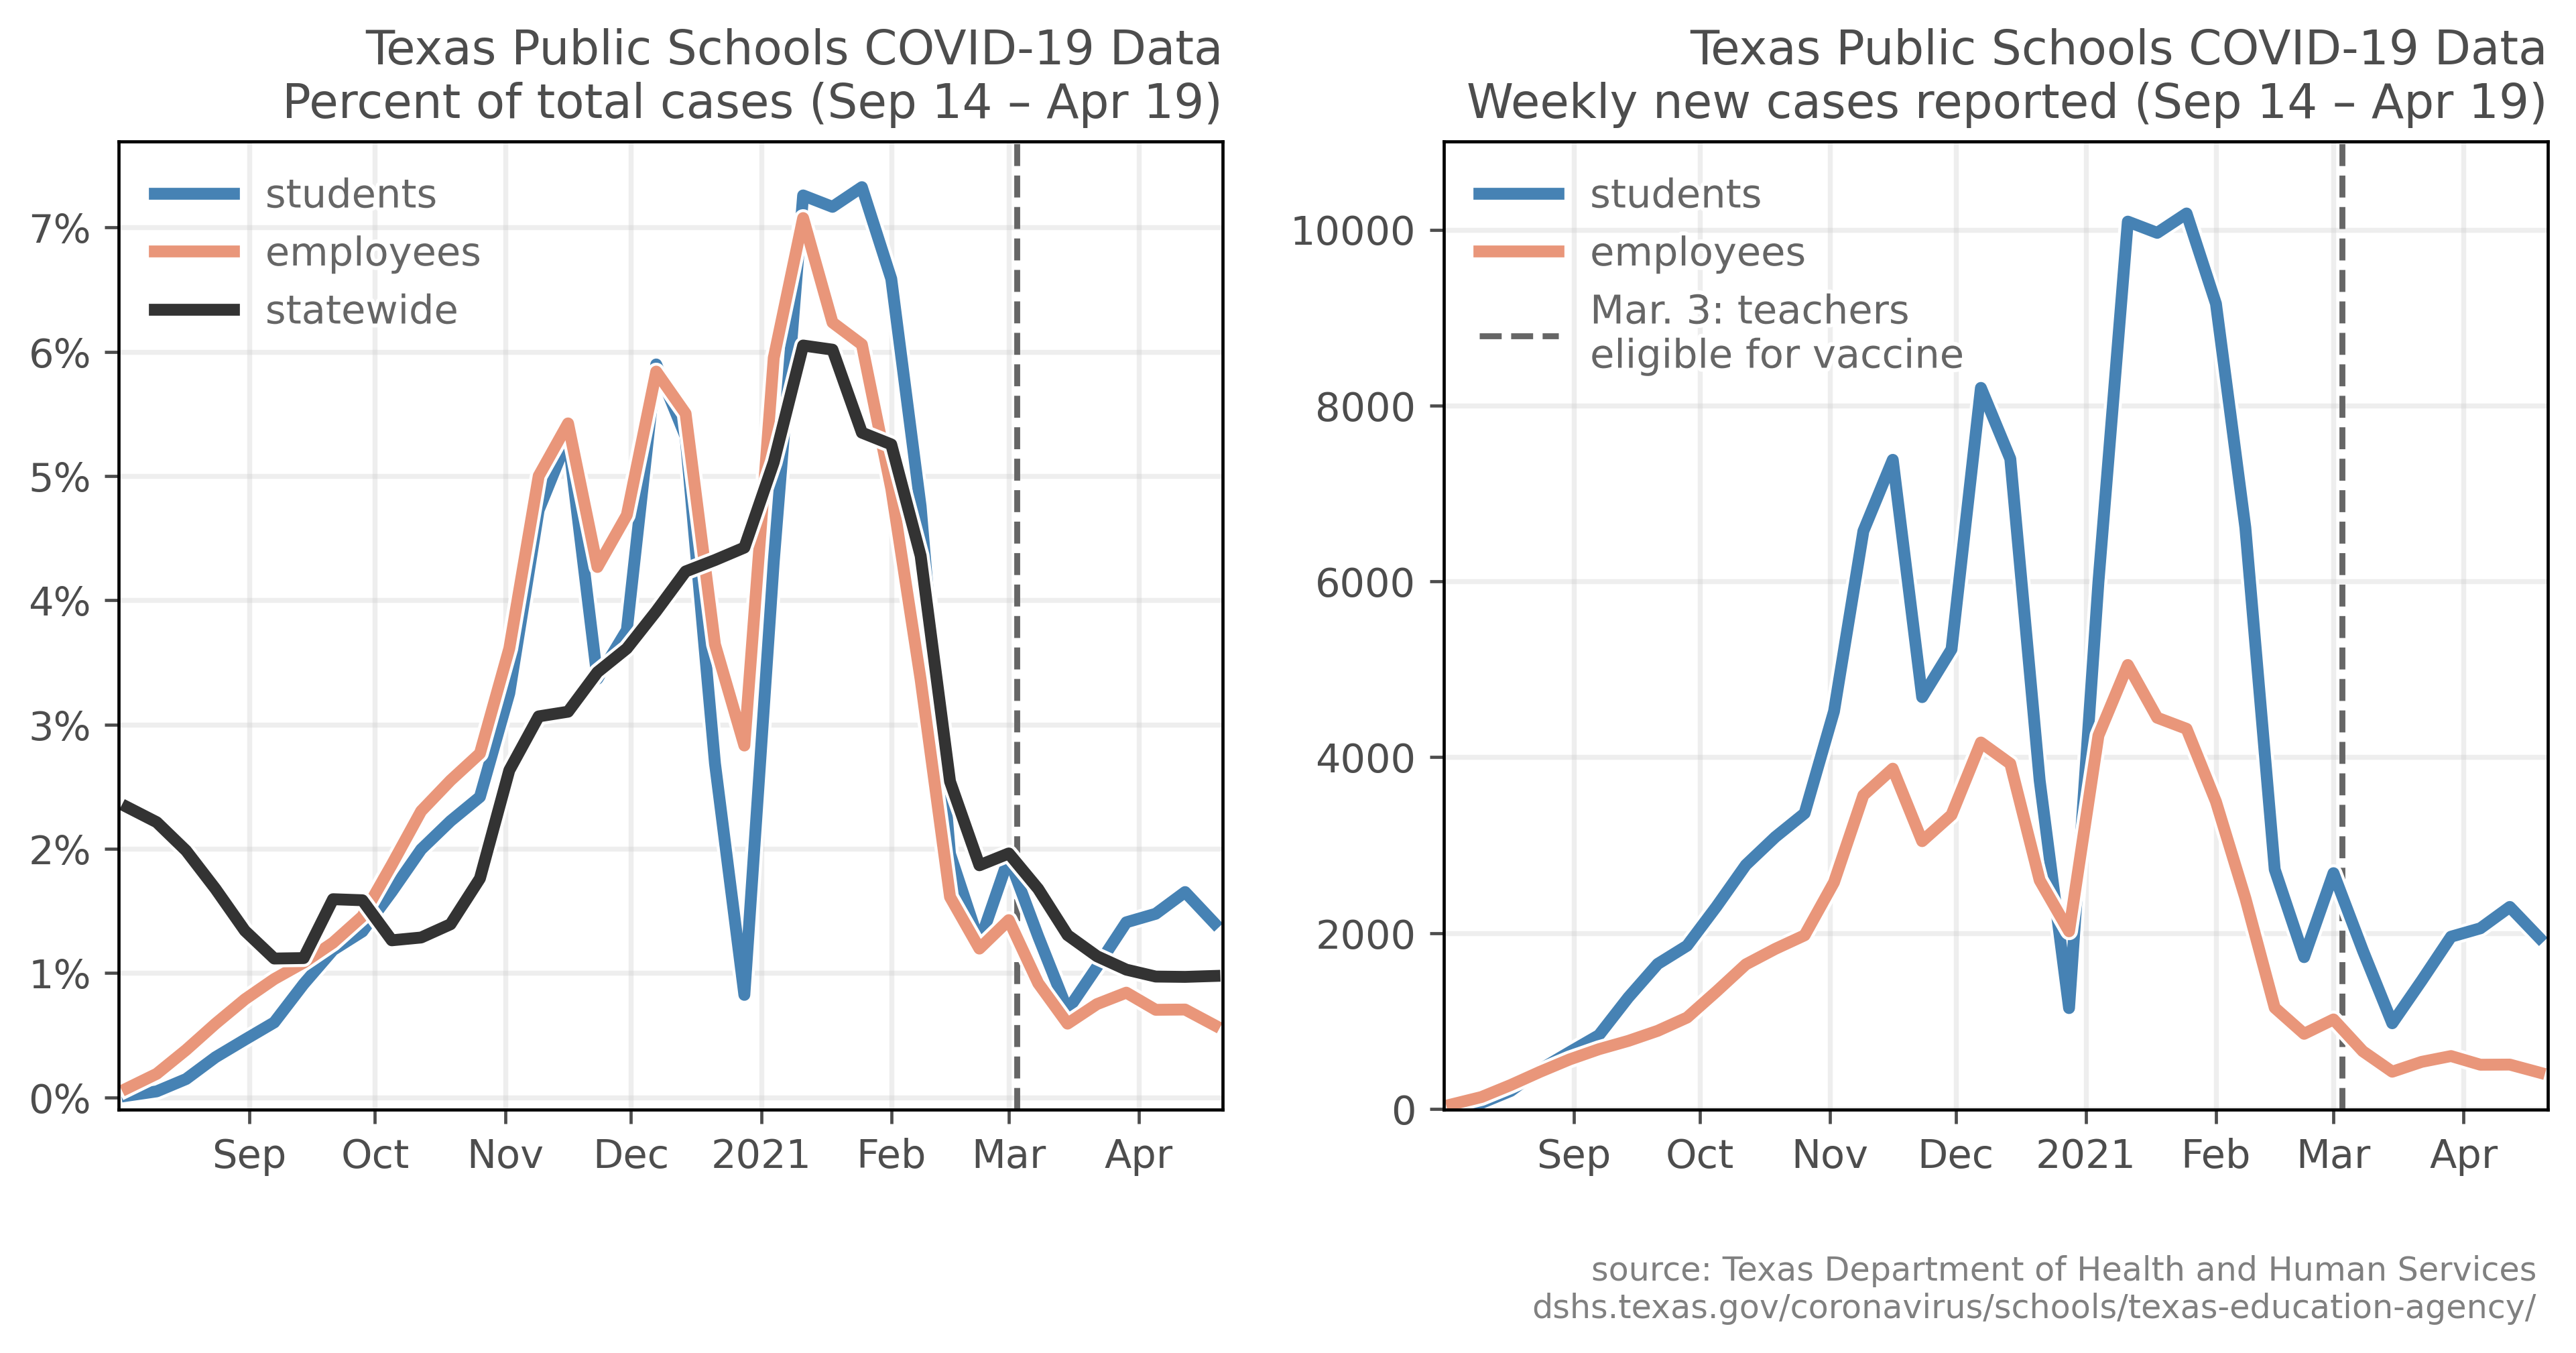 Texas Public Schools COVID-19 Data
Percent of total cases (Sep 14 – Apr 19)
students
employees
statewide
7%
6%
5%
4%
3%
2%
1%
0%
Sep
Oct
Nov
Dec
2021
Feb
Mar
Apr
Texas Public Schools COVID-19 Data
Weekly new cases reported (Sep 14 – Apr 19)
students
employees
Mar. 3: teachers
eligible for vaccine
10000
8000
6000
4000
2000
0
Sep
Oct
Nov
Dec
2021
Feb
Mar
Apr
source: Texas Department of Health and Human Services
dshs.texas.gov/coronavirus/schools/texas-education-agency/